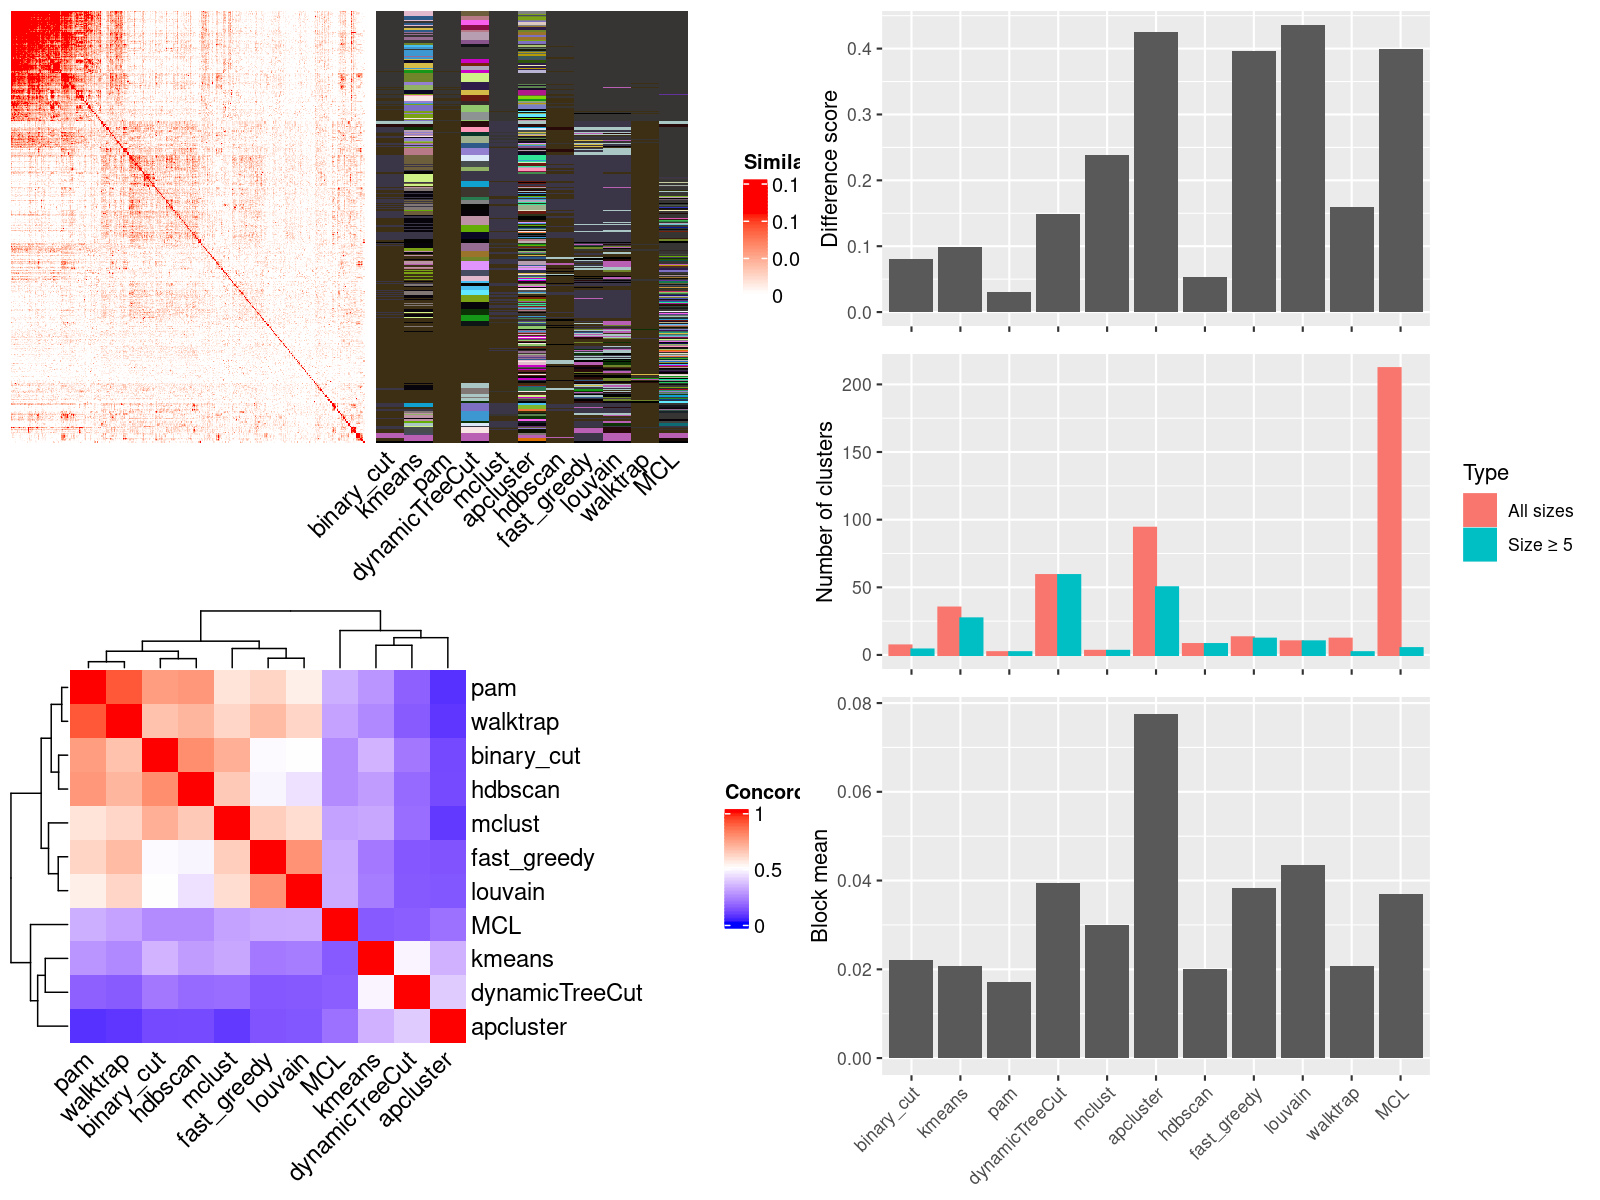 Simila
0.1
0.1
0.0
0
binary_cut
kmeans
pam
dynamicTreeCut
mclust
apcluster
hdbscan
fast_greedy
louvain
walktrap
MCL
pam
walktrap
binary_cut
hdbscan
mclust
fast_greedy
louvain
MCL
kmeans
dynamicTreeCut
apcluster
pam
walktrap
binary_cut
hdbscan
mclust
fast_greedy
louvain
MCL
kmeans
dynamicTreeCut
apcluster
Concord
1
0.5
0
Difference score
0.4
0.3
0.2
0.1
0.0
Number of clusters
200
150
100
50
0
Type
All sizes
Size ≥ 5
Block mean
0.08
0.06
0.04
0.02
0.00
binary_cut
kmeans
pam
dynamicTreeCut
mclust
apcluster
hdbscan
fast_greedy
louvain
walktrap
MCL